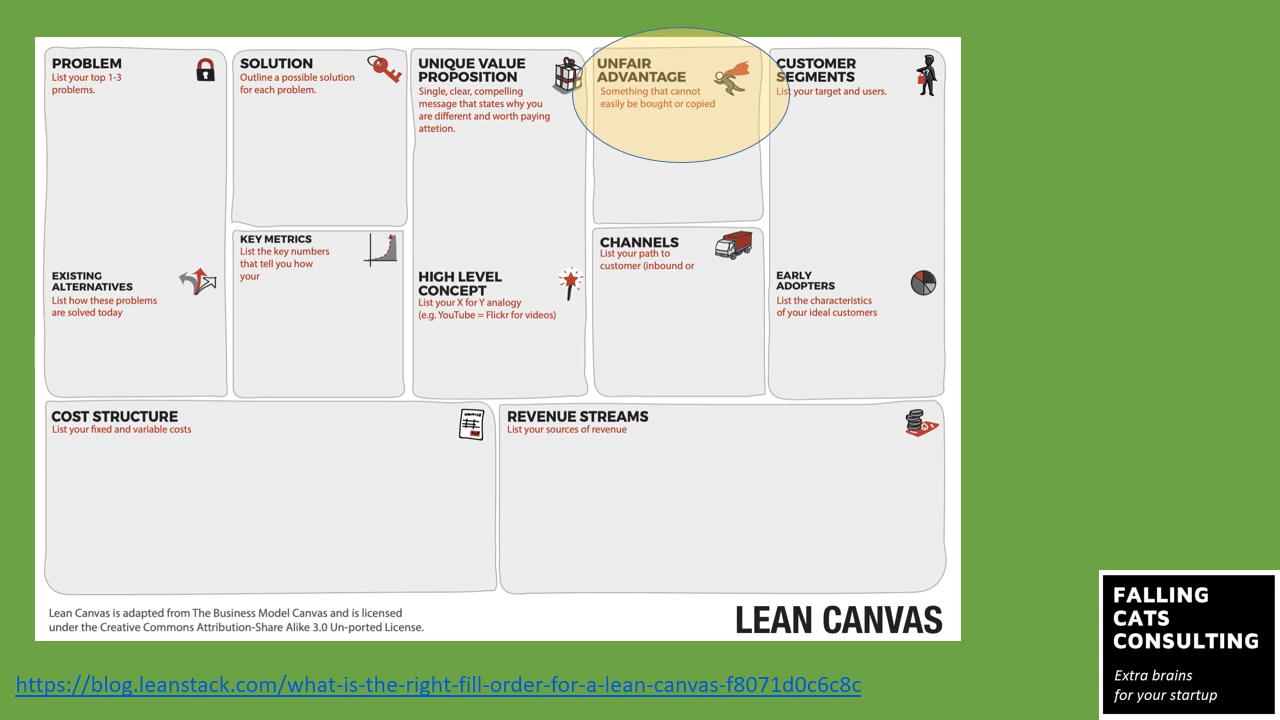 PROBLEM
List your top 1-3
problems.
EXISTING
ALTERNATIVES
List how these problems
are solved today
SOLUTION
Outline a possible solution
for each problem.
KEY METRICS
List the key numbers
that tell you how
your
UNIQUE VALUE
PROPOSITION
Single, clear, compelling
message that states why you
are different and worth paying
attetion.
HIGH LEVEL
CONCEPT
List your X for Y analogy
(e.g. YouTube = Flickr for videos)
UNFAIR
ADVANTAGE
Something that cannot
easily be bought or copied
CHANNELS
List your path to
customer (inbound or
CUSTOMER
SEGMENTS
List your target and users.
EARLY
ADOPTERS
List the characteristics
of your ideal customers
COST STRUCTURE
List your fixed and variable costs
REVENUE STREAMS
List your sources of revenue
Lean Canvas is adapted from The Business Model Canvas and is licensed
under the Creative Commons Attribution-Share Alike 3.0 Un-ported License.
LEAN CANVAS
https://blog.leanstack.com/what-is-the-right-fill-order-for-a-lean-canvas-f8071d0c6c8c
FALLING
CATS
CONSULTING
Extra brains
for your startup